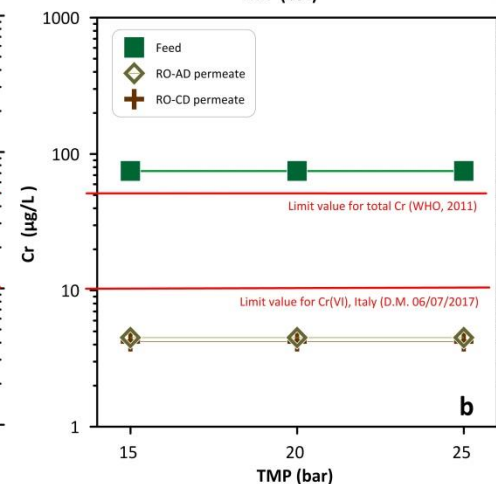 1000
Feed
RO-AD permeate
RO-CD permeate
100
Limit value for total Cr (WHO, 2011)
Cr (µg/L)
10
Limit value for Cr(VI), Italy (D.M. 06/07/2017)
b
1
15
20
25
TMP (bar)